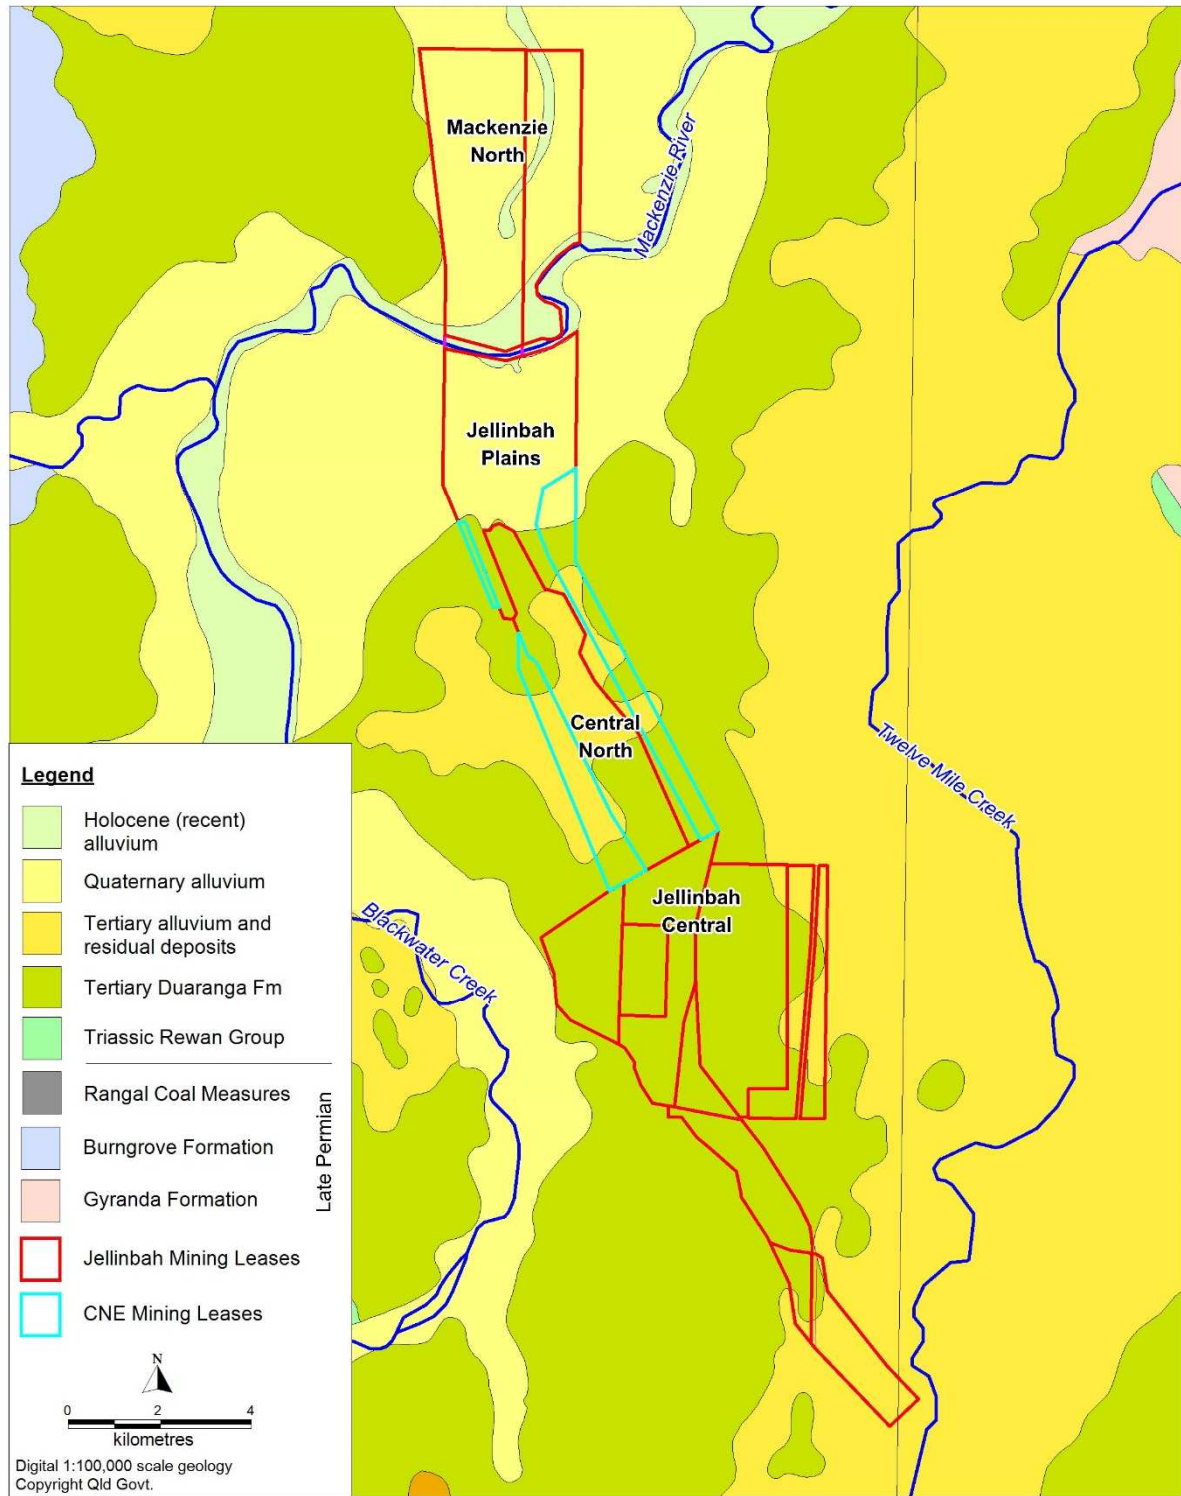 Mackenzie
North
Mackenzie River
Jellinbah
Plains
Central
North
Twelve Mile Creek
Jellinbah
Central
Blackwater Creek
Legend
Holocene (recent)
alluvium
Quaternary alluvium
Tertiary alluvium and
residual deposits
Tertiary Duaranga Fm
Triassic Rewan Group
Rangal Coal Measures
Burngrove Formation
Gyranda Formation
Late Permian
Jellinbah Mining Leases
CNE Mining Leases
N
0 2 4
kilometres
Digital 1:100,000 scale geology
Copyright Qld Govt.